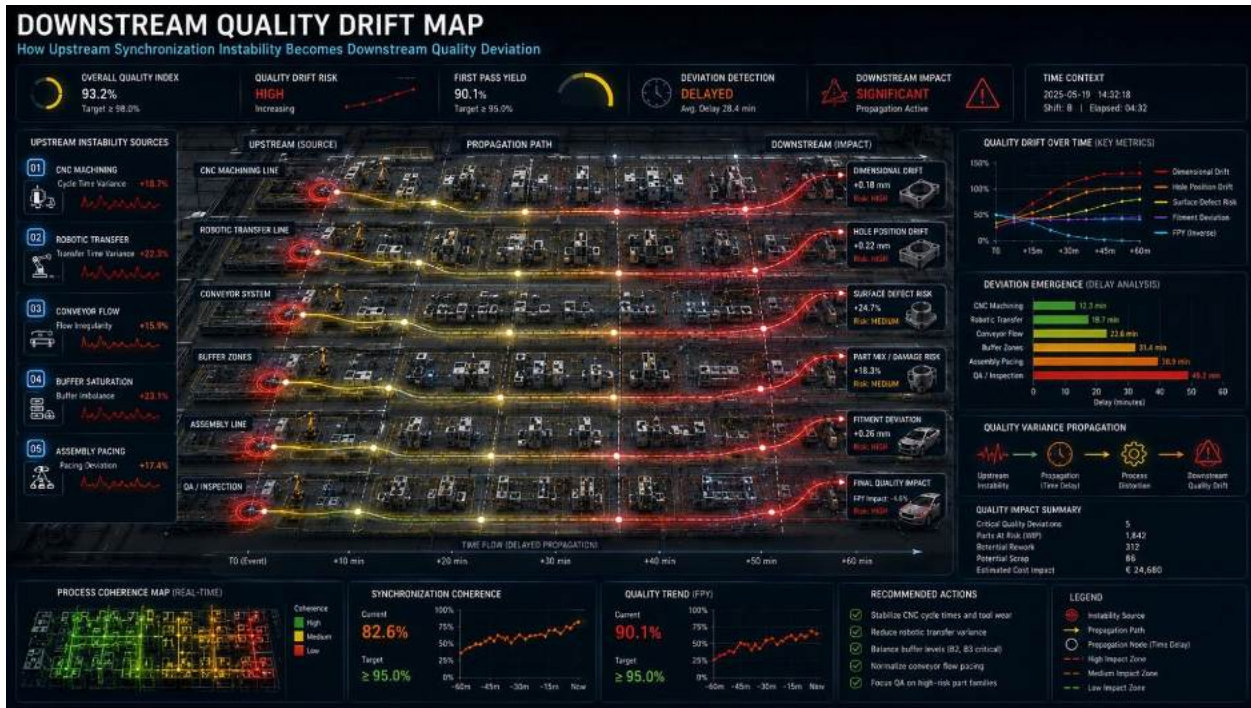 DOWNSTREAM QUALITY DRIFT MAP
How Upstream Synchronization Instability Becomes Downstream Quality Deviation
OVERALL QUALITY INDEX
93.2%
Target ≥ 98.0%
QUALITY DRIFT RISK
HIGH
Increasing
FIRST PASS YIELD
90.1%
Target ≥ 95.0%
DEVIATION DETECTION
DELAYED
Avg. Delay 28.4 min
DOWNSTREAM IMPACT
SIGNIFICANT
Propagation Active
TIME CONTEXT
2025-05-19 14:32:18
Shift: B | Elapsed: 04:32
UPSTREAM INSTABILITY SOURCES
01
CNC MACHINING
Cycle Time Variance +18.7%
02
ROBOTIC TRANSFER
Transfer Time Variance +22.3%
03
CONVEYOR FLOW
Flow Irregularity +15.9%
04
BUFFER SATURATION
Buffer Imbalance +23.1%
05
ASSEMBLY PACING
Pacing Deviation +17.4%
UPSTREAM (SOURCE)
PROPAGATION PATH
DOWNSTREAM (IMPACT)
CNC MACHINING LINE
ROBOTIC TRANSFER LINE
CONVEYOR SYSTEM
BUFFER ZONES
ASSEMBLY LINE
QA / INSPECTION
DIMENSIONAL DRIFT
+0.18 mm
Risk: HIGH
HOLE POSITION DRIFT
+0.22 mm
Risk: HIGH
SURFACE DEFECT RISK
+24.7%
Risk: MEDIUM
PART MIX / DAMAGE RISK
+18.3%
Risk: MEDIUM
FITMENT DEVIATION
+0.26 mm
Risk: HIGH
FINAL QUALITY IMPACT
FPY Impact: -4.6%
Risk: HIGH
TIME FLOW (DELAYED PROPAGATION)
T0 (Event) +10 min +20 min +30 min +40 min +50 min +60 min
QUALITY DRIFT OVER TIME (KEY METRICS)
150%
100%
50%
0%
T0 +15m +30m +45m +60m
Dimensional Drift
Hole Position Drift
Surface Defect Risk
Fitment Deviation
FPY (Inverse)
DEVIATION EMERGENCE (DELAY ANALYSIS)
CNC Machining 12.3 min
Robotic Transfer 18.7 min
Conveyor Flow 22.6 min
Buffer Zones 31.4 min
Assembly Pacing 38.9 min
QA / Inspection 49.2 min
0 10 20 30 40 50 60
Delay (minutes)
QUALITY VARIANCE PROPAGATION
Upstream Instability
Propagation (Time Delay)
Process Distortion
Downstream Quality Drift
QUALITY IMPACT SUMMARY
Critical Quality Deviations 5
Parts At Risk (WIP) 1,842
Potential Rework 312
Potential Scrap 86
Estimated Cost Impact € 24,680
PROCESS COHERENCE MAP (REAL-TIME)
Coherence
High
Medium
Low
SYNCHRONIZATION COHERENCE
Current
82.6%
Target
≥ 95.0%
100%
75%
50%
25%
0%
-60m -45m -30m -15m Now
QUALITY TREND (FPY)
Current
90.1%
Target
≥ 95.0%
100%
75%
50%
25%
0%
-60m -45m -30m -15m Now
RECOMMENDED ACTIONS
Stabilize CNC cycle times and tool wear
Reduce robotic transfer variance
Balance buffer levels (B2, B3 critical)
Normalize conveyor flow pacing
Focus QA on high-risk part families
LEGEND
Instability Source
Propagation Path
Propagation Node (Time Delay)
High Impact Zone
Medium Impact Zone
Low Impact Zone